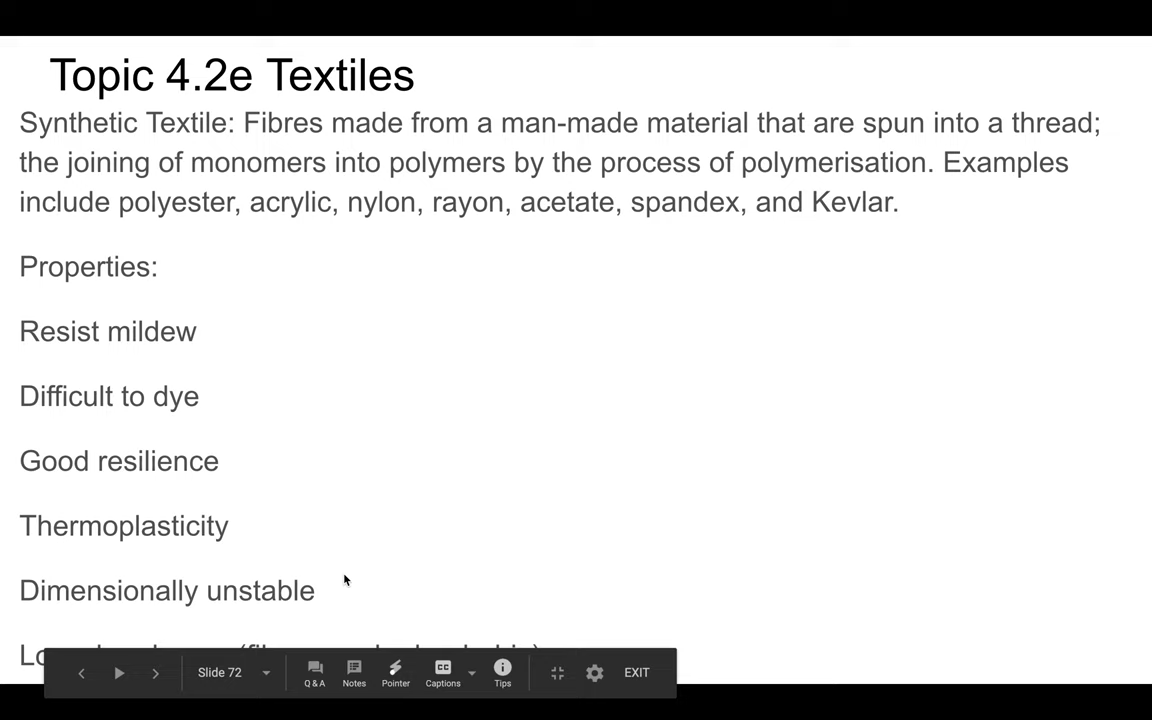 Topic 4.2e Textiles
Synthetic Textile: Fibres made from a man-made material that are spun into a thread;
the joining of monomers into polymers by the process of polymerisation. Examples
include polyester, acrylic, nylon, rayon, acetate, spandex, and Kevlar.
Properties:
Resist mildew
Difficult to dye
Good resilience
Thermoplasticity
Dimensionally unstable
Slide 72
Q & A
Notes
Pointer
CC
Captions
Tips
EXIT